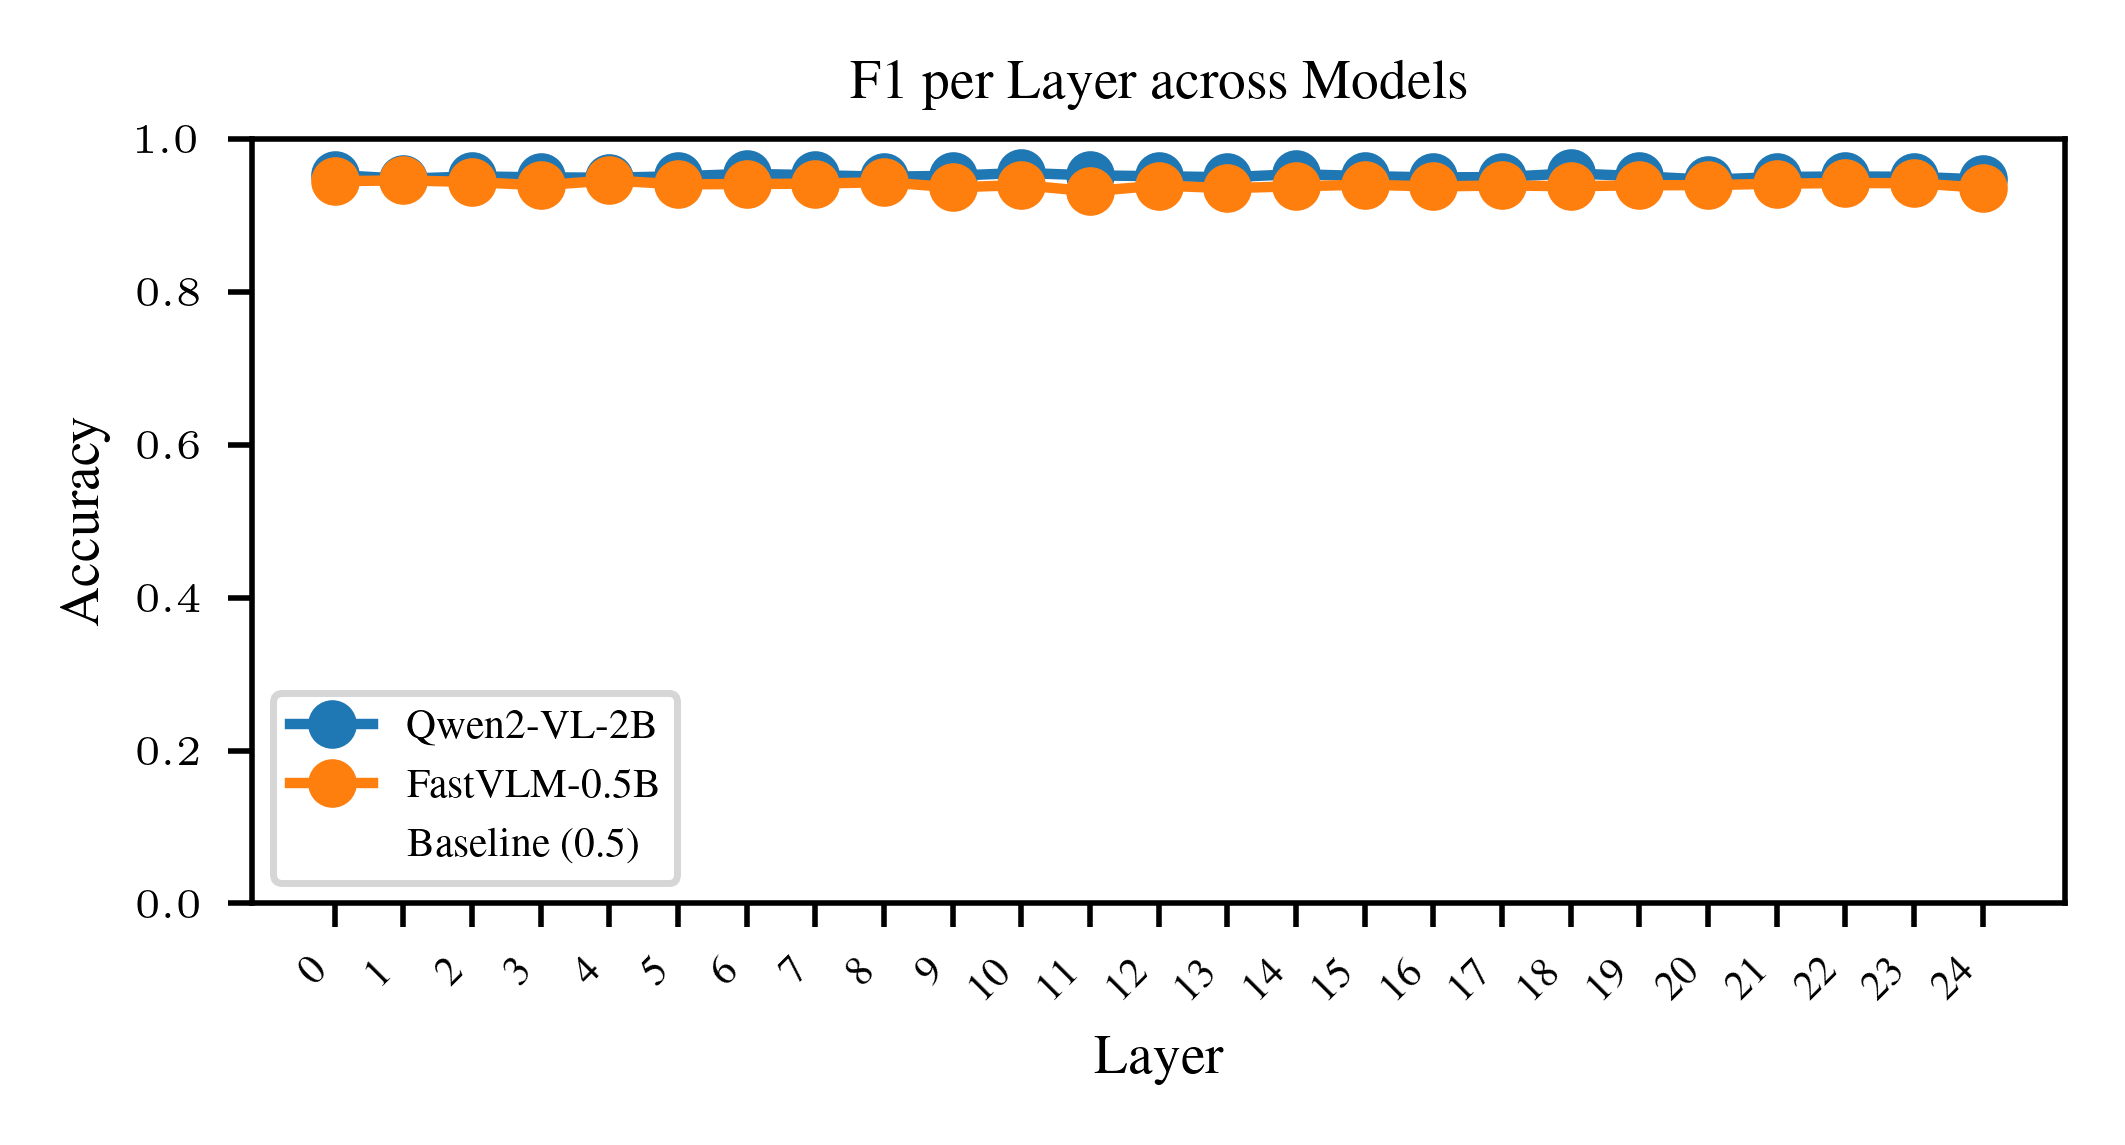 F1 per Layer across Models
Accuracy
1.0
0.8
0.6
0.4
0.2
0.0
Qwen2-VL-2B
FastVLM-0.5B
Baseline (0.5)
0 1 2 3 4 5 6 7 8 9 10 11 12 13 14 15 16 17 18 19 20 21 22 23 24
Layer